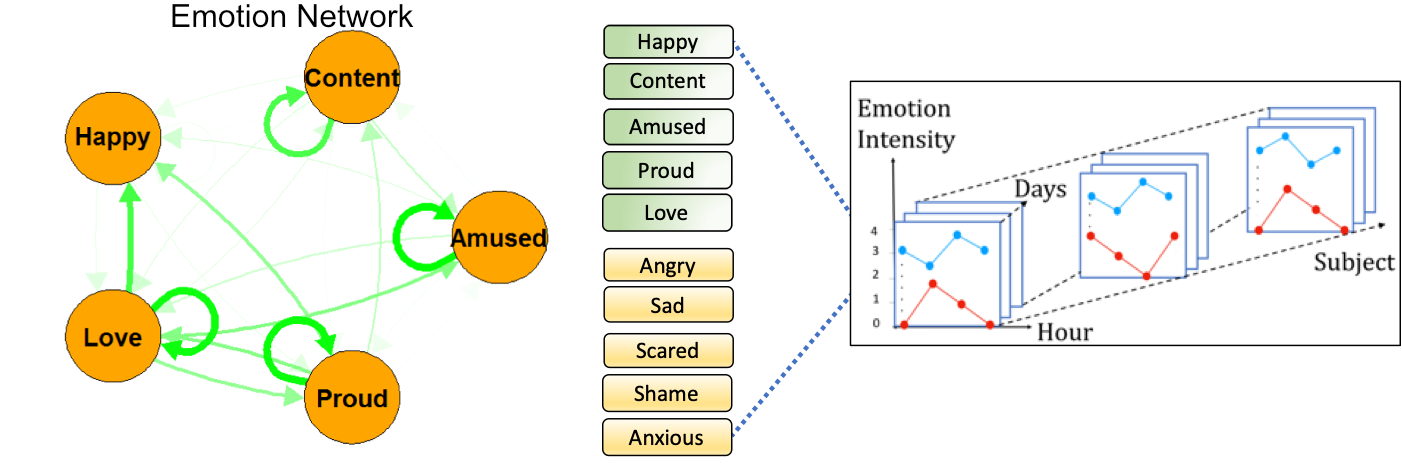 Emotion Network
Content
Happy
Amused
Love
Proud
Happy
Content
Amused
Proud
Love
Angry
Sad
Scared
Shame
Anxious
Emotion
Intensity
Days
4
3
2
1
0
Hour
Subject